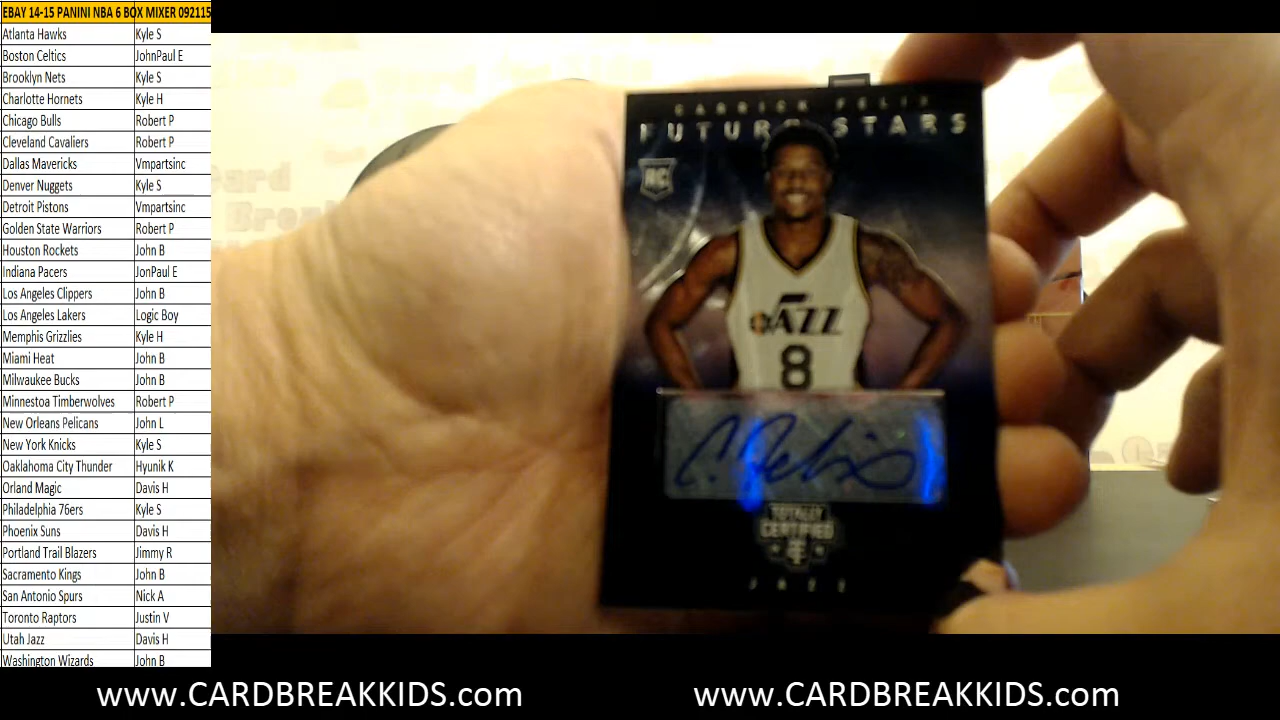 EBAY 14-15 PANINI NBA 6 BOX MIXER 092115
Atlanta Hawks Kyle S
Boston Celtics JohnPaul E
Brooklyn Nets Kyle S
Charlotte Hornets Kyle H
Chicago Bulls Robert P
Cleveland Cavaliers Robert P
Dallas Mavericks Vmpartsinc
Denver Nuggets Kyle S
Detroit Pistons Vmpartsinc
Golden State Warriors Robert P
Houston Rockets John B
Indiana Pacers JonPaul E
Los Angeles Clippers John B
Los Angeles Lakers Logic Boy
Memphis Grizzlies Kyle H
Miami Heat John B
Milwaukee Bucks John B
Minnestoa Timberwolves Robert P
New Orleans Pelicans John L
New York Knicks Kyle S
Oaklahoma City Thunder Hyunik K
Orland Magic Davis H
Philadelphia 76ers Kyle S
Phoenix Suns Davis H
Portland Trail Blazers Jimmy R
Sacramento Kings John B
San Antonio Spurs Nick A
Toronto Raptors Justin V
Utah Jazz Davis H
Washington Wizards John B
CARRICK FELIX
FUTURE STARS
RC
JAZZ
8
C. Felix
TOTALLY
CERTIFIED
JAZZ
www.CARDBREAKKIDS.com www.CARDBREAKKIDS.com